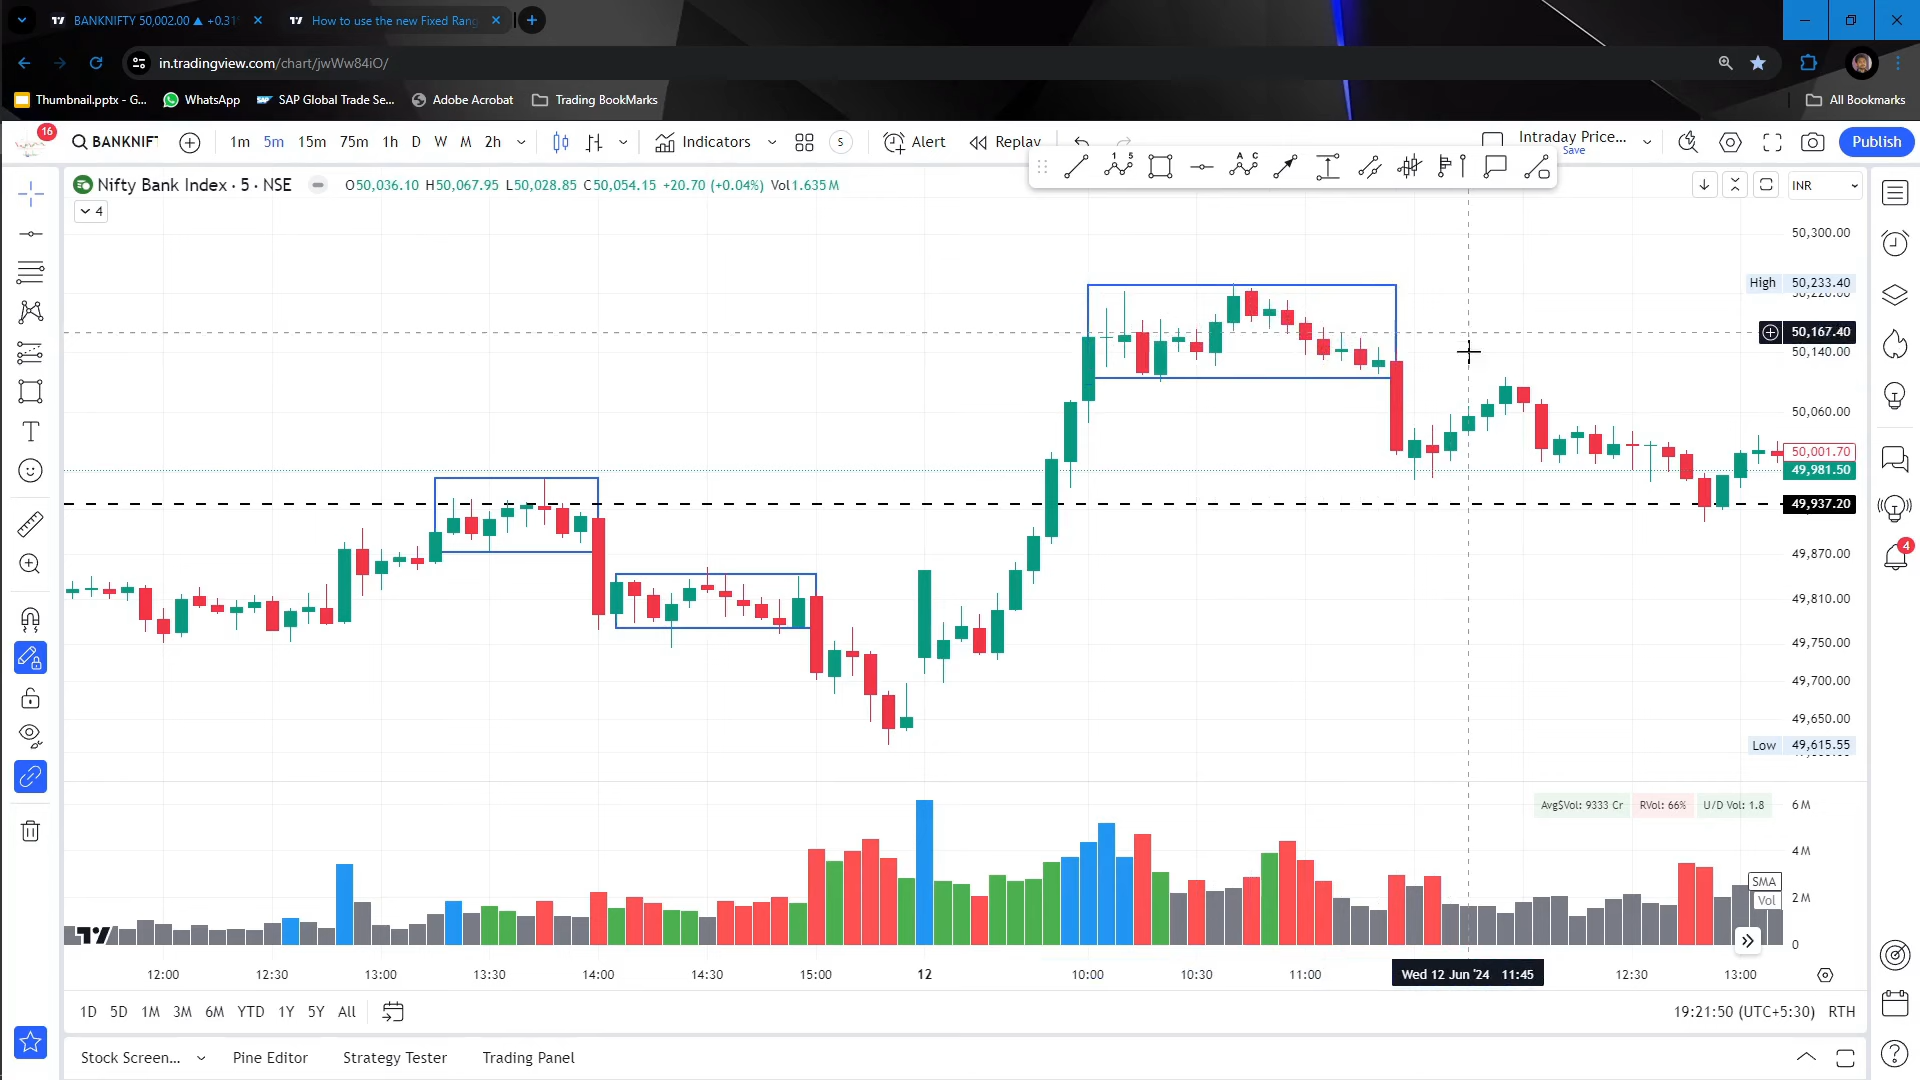 BANKNIFTY 50,002.00 ▲ +0.31
How to use the new Fixed Rang
in.tradingview.com/chart/jwWw84iO/
Thumbnail.pptx - G...
WhatsApp
SAP Global Trade Se...
Adobe Acrobat
Trading BookMarks
All Bookmarks
16
BANKNIFT
1m 5m 15m 75m 1h D W M 2h
Indicators
S
Alert
Replay
Intraday Price...
Save
Publish
Nifty Bank Index · 5 · NSE
O50,036.10 H50,067.95 L50,028.85 C50,054.15 +20.70 (+0.04%) Vol1.635 M
INR
4
50,300.00
High 50,233.40
50,220.00
50,167.40
50,140.00
50,060.00
50,001.70
49,981.50
49,937.20
49,870.00
49,810.00
49,750.00
49,700.00
49,650.00
Low 49,615.55
4
Avg$Vol: 9333 Cr RVol: 66% U/D Vol: 1.8
6 M
4 M
SMA
Vol
2 M
0
12:00 12:30 13:00 13:30 14:00 14:30 15:00 12 10:00 10:30 11:00 Wed 12 Jun '24 11:45 12:30 13:00
1D 5D 1M 3M 6M YTD 1Y 5Y All
19:21:50 (UTC+5:30) RTH
Stock Screen... Pine Editor Strategy Tester Trading Panel